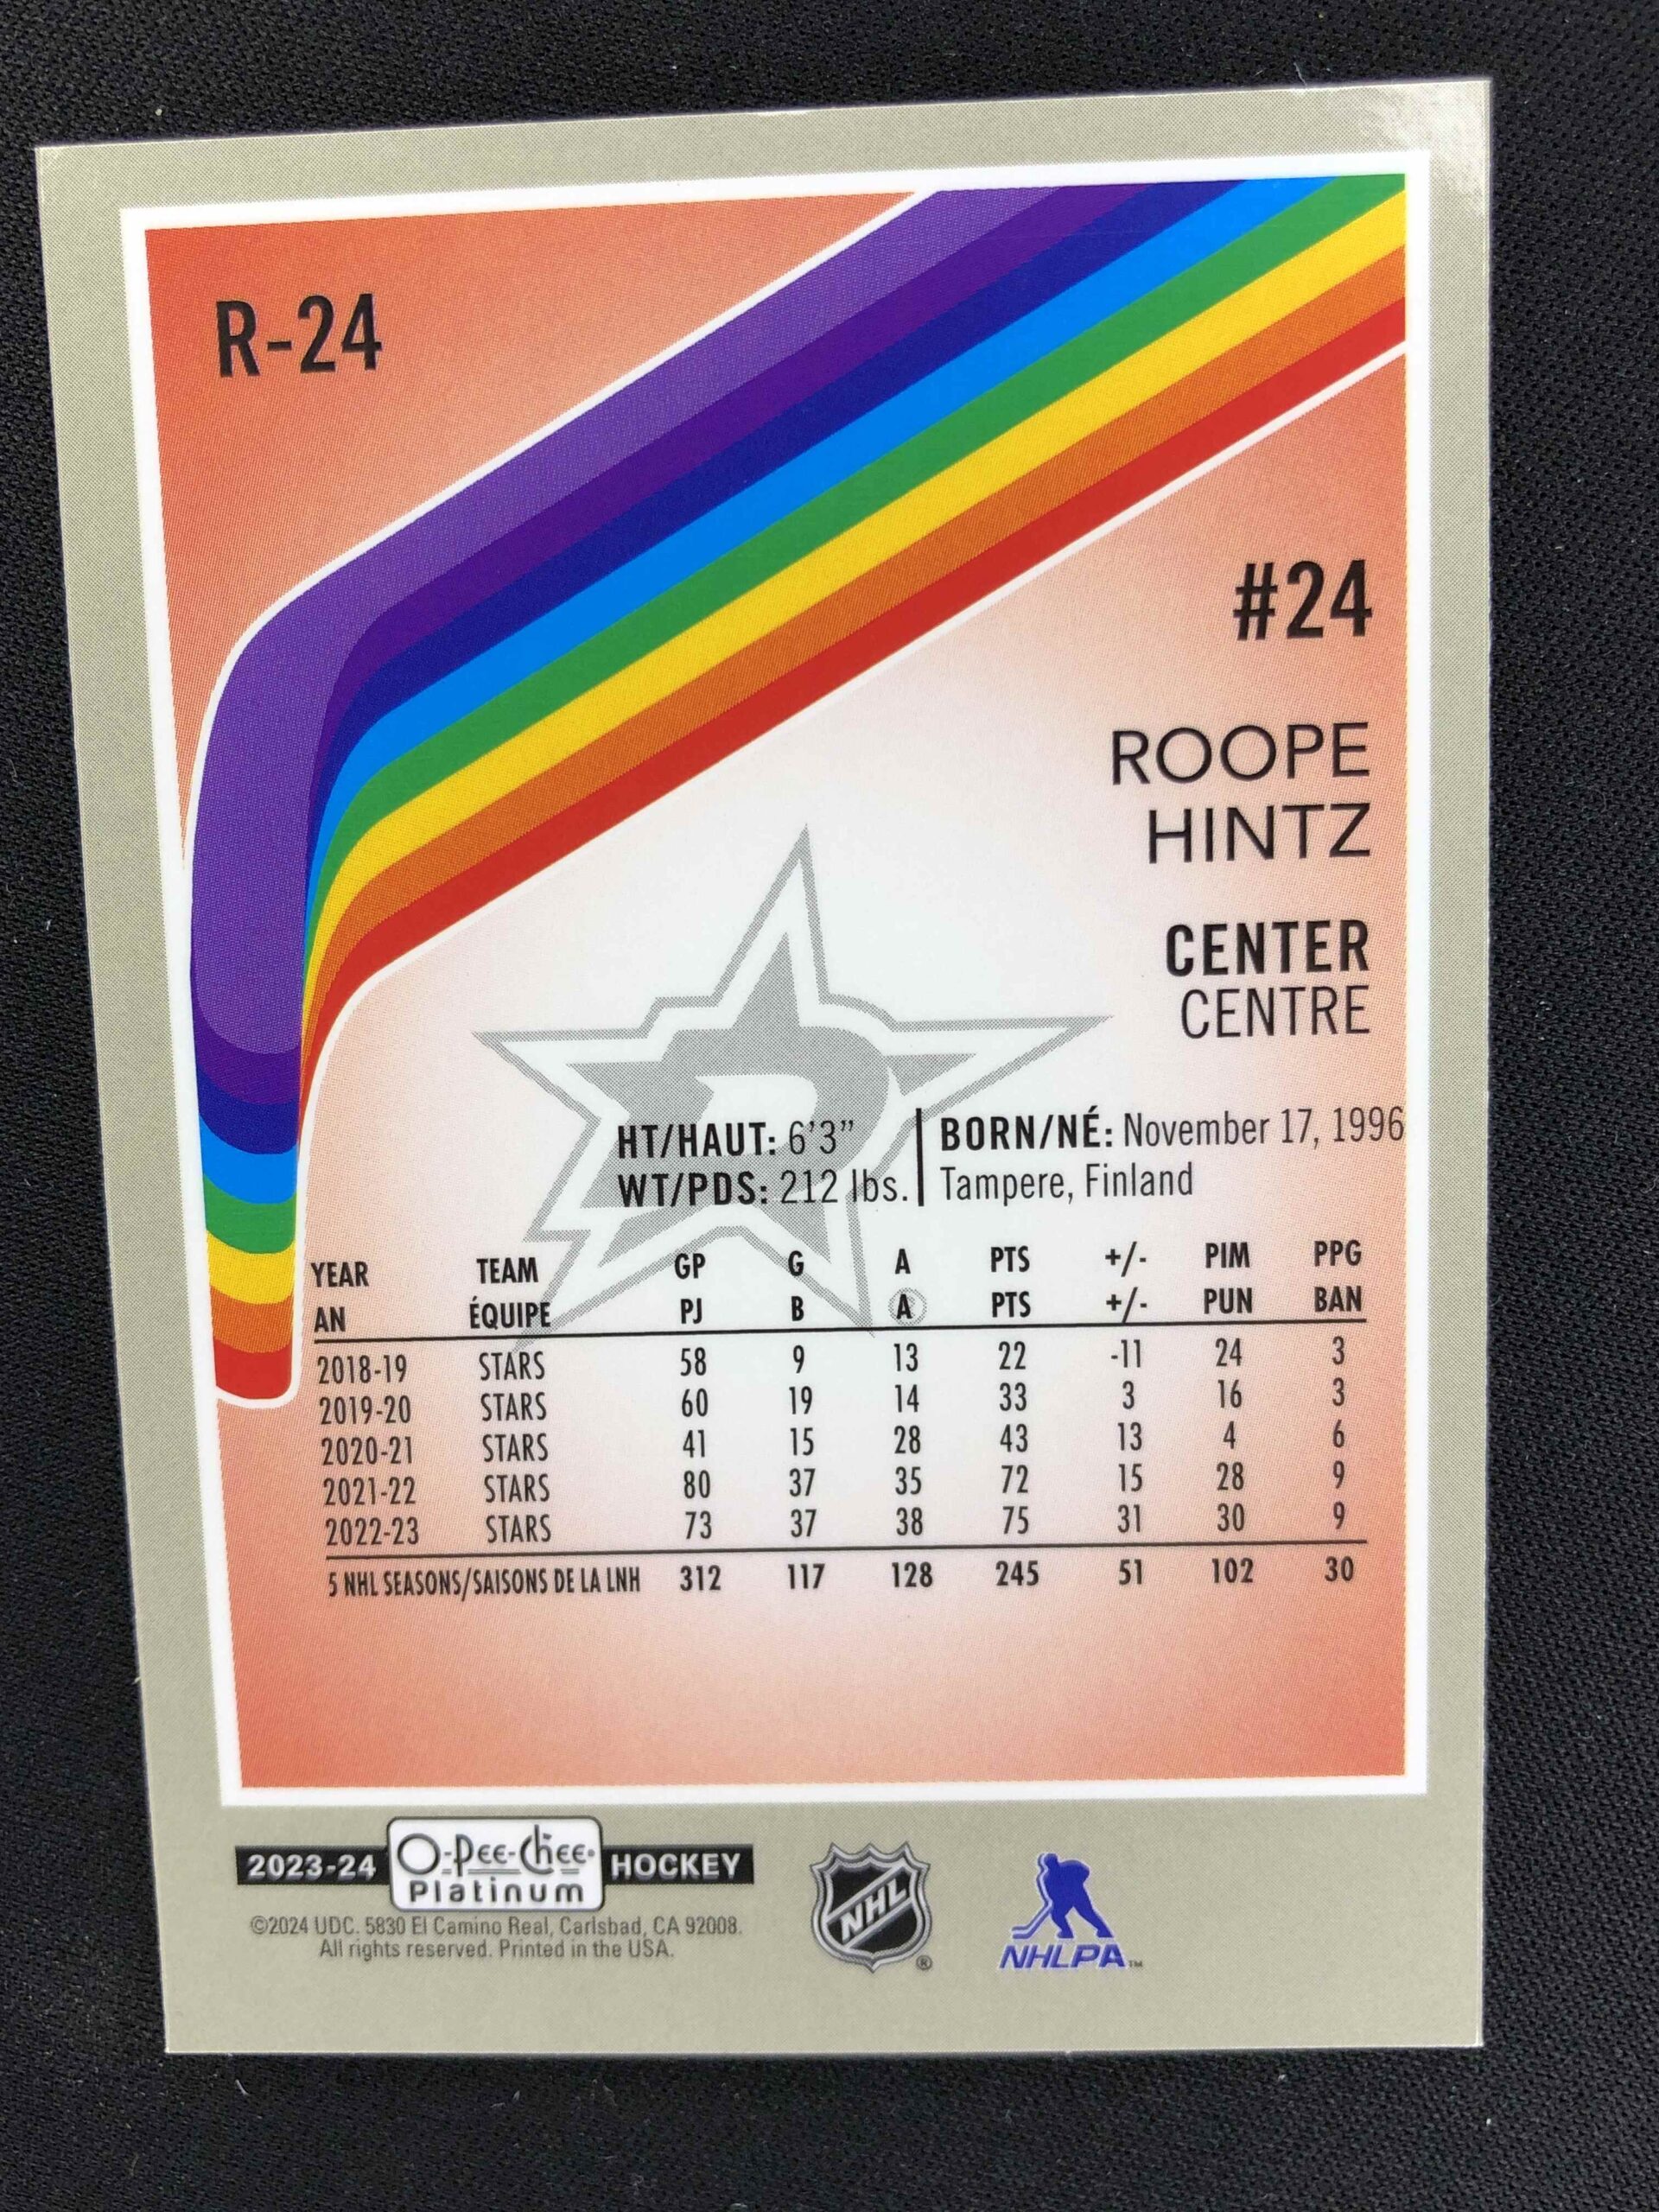 R-24
#24
ROOPE
HINTZ
CENTER
CENTRE
HT/HAUT: 6'3" BORN/NÉ: November 17, 1996
WT/PDS: 212 lbs. Tampere, Finland
YEAR TEAM GP G A PTS +/- PIM PPG
AN ÉQUIPE PJ B A PTS +/- PUN BAN
2018-19 STARS 58 9 13 22 -11 24 3
2019-20 STARS 60 19 14 33 3 16 3
2020-21 STARS 41 15 28 43 13 4 6
2021-22 STARS 80 37 35 72 15 28 9
2022-23 STARS 73 37 38 75 31 30 9
5 NHL SEASONS/SAISONS DE LA LNH 312 117 128 245 51 102 30
2023-24 O-Pee-Chee HOCKEY
Platinum
©2024 UDC. 5830 El Camino Real, Carlsbad, CA 92008.
All rights reserved. Printed in the USA.
NHL ®
NHLPA™